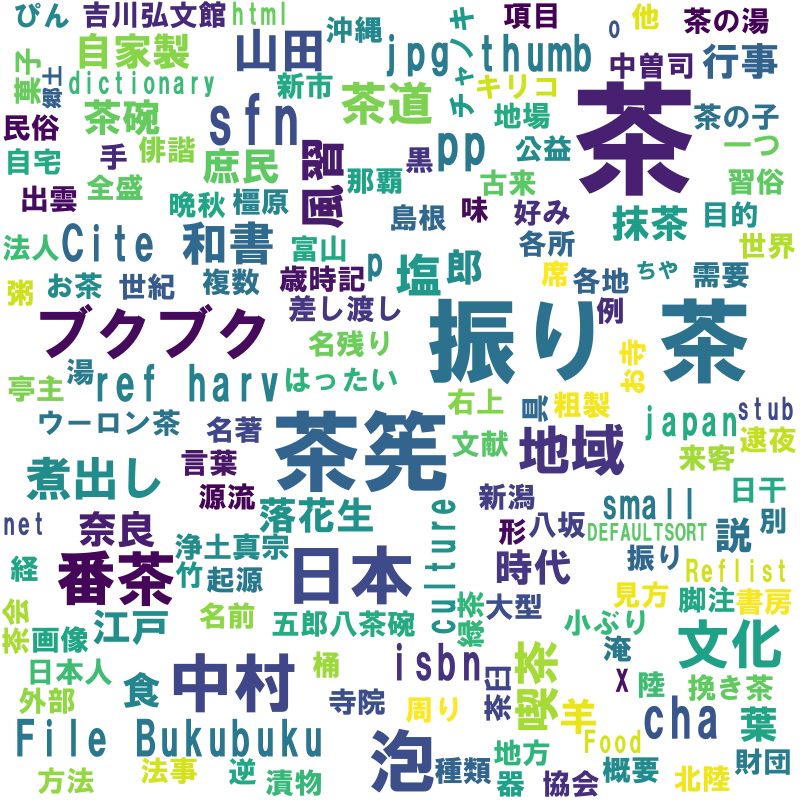 ぴん
吉川弘文館
html
沖縄
項目
o
他
茶の湯
菓子
戦士
自家製
山田
jpg thumb
チャノキ
中曽司
行事
dictionary
新市
キリコ
茶
民俗
茶碗
sfn
茶道
地場
茶の子
自宅
手
俳諧
庶民
風習
黒
pp
公益
一つ
出雲
全盛
晩秋
橿原
那覇
古来
習俗
島根
味
好み
抹茶
目的
法人
Cite 和書
富山
p
塩
郎
各所
世界
粥
お茶
世紀
複数
歳時記
席
各地
ちや
需要
差し渡し
例
ブクブク
名残り
振り茶
亭主
湯
ref harv
はったい
お寺
ウーロン茶
名著
茶筅
右上
具
粗製
japan
stub
煮出し
言葉
文献
地域
来客
逮夜
源流
net
奈良
落花生
culture
新潟
small
日干
形
八坂
DEFAULTSORT
説
別
経
番茶
浄土真宗
竹
起源
日本
時代
振り
Reflist
茶会
画像
江戸
名前
五郎八茶碗
緑茶
大型
見方
脚注
書房
小ぶり
日本人
食
中村
桶
isbn
喫茶
淹
文化
外部
寺院
周り
茶臼
羊
X
陸
挽き茶
File Bukubuku
泡
Food
cha
葉
方法
法事
逆
漬物
種類
地方
器
協会
概要
北陸
財団